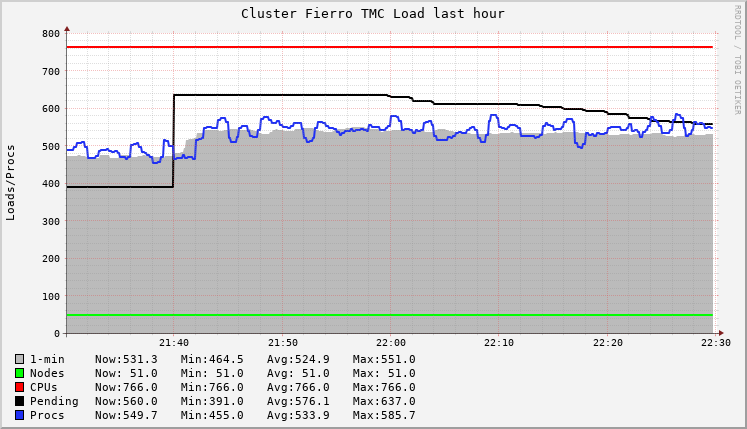 Cluster Fierro TMC Load last hour
RRDTOOL / TOBI OETIKER
Loads/Procs
800
700
600
500
400
300
200
100
0
21:40 21:50 22:00 22:10 22:20 22:30
1-min Now:531.3 Min:464.5 Avg:524.9 Max:551.0
Nodes Now: 51.0 Min: 51.0 Avg: 51.0 Max: 51.0
CPUs Now:766.0 Min:766.0 Avg:766.0 Max:766.0
Pending Now:560.0 Min:391.0 Avg:576.1 Max:637.0
Procs Now:549.7 Min:455.0 Avg:533.9 Max:585.7